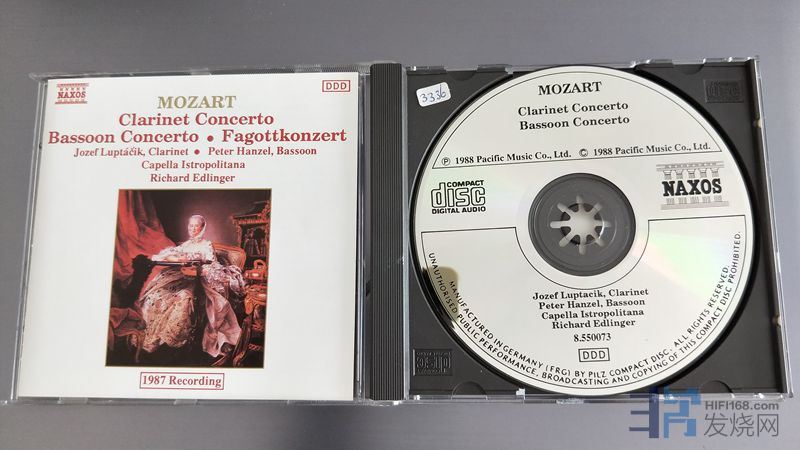 NAXOS
DDD
MOZART
Clarinet Concerto
Bassoon Concerto • Fagottkonzert
Jozef Luptáčik, Clarinet • Peter Hanzel, Bassoon
Capella Istropolitana
Richard Edlinger
1987 Recording
3336
MOZART
Clarinet Concerto
Bassoon Concerto
℗ 1988 Pacific Music Co., Ltd. © 1988 Pacific Music Co., Ltd.
COMPACT
disc
DIGITAL AUDIO
NAXOS
Jozef Luptacik, Clarinet
Peter Hanzel, Bassoon
Capella Istropolitana
Richard Edlinger
8.550073
DDD
MANUFACTURED IN GERMANY (FRG) BY PILZ COMPACT DISC. ALL RIGHTS RESERVED.
UNAUTHORISED PUBLIC PERFORMANCE, BROADCASTING AND COPYING OF THIS COMPACT DISC PROHIBITED.
HIFI168.com
发烧网